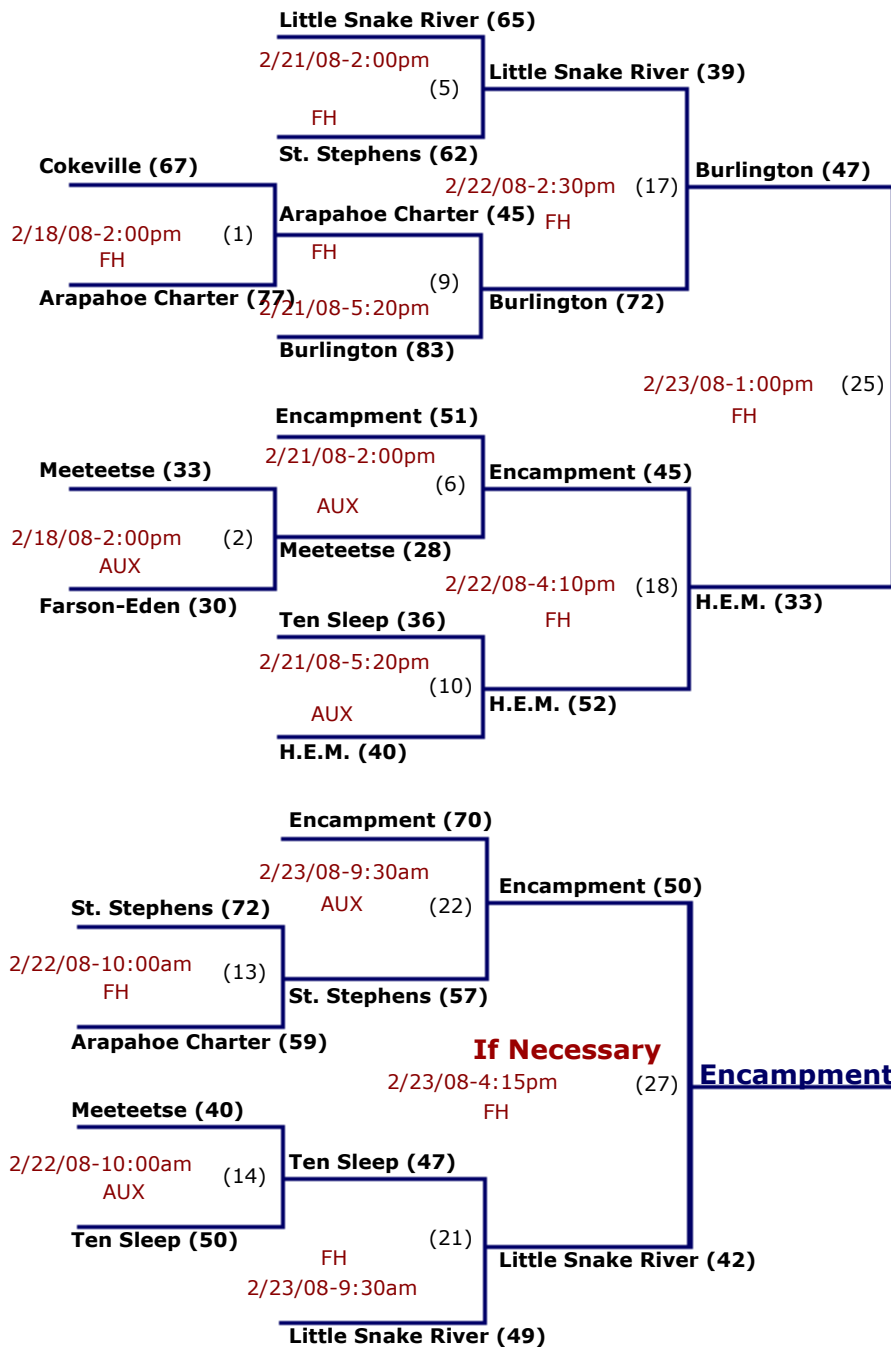 Little Snake River (65)
2/21/08-2:00pm
(5)
Little Snake River (39)
FH
St. Stephens (62)
Cokeville (67)
2/22/08-2:30pm
(17)
Burlington (47)
Arapahoe Charter (45)
FH
2/18/08-2:00pm
(1)
FH
FH
(9)
Arapahoe Charter (77)
2/21/08-5:20pm
Burlington (72)
Burlington (83)
2/23/08-1:00pm
(25)
FH
Encampment (51)
2/21/08-2:00pm
Meeteetse (33)
(6)
Encampment (45)
AUX
2/18/08-2:00pm
(2)
AUX
Meeteetse (28)
2/22/08-4:10pm
(18)
Farson-Eden (30)
H.E.M. (33)
Ten Sleep (36)
FH
2/21/08-5:20pm
(10)
H.E.M. (52)
AUX
H.E.M. (40)
Encampment (70)
2/23/08-9:30am
Encampment (50)
AUX
(22)
St. Stephens (72)
2/22/08-10:00am
(13)
FH
St. Stephens (57)
Arapahoe Charter (59)
If Necessary
2/23/08-4:15pm
(27)
Encampment
FH
Meeteetse (40)
2/22/08-10:00am
(14)
Ten Sleep (47)
AUX
Ten Sleep (50)
(21)
FH
Little Snake River (42)
2/23/08-9:30am
Little Snake River (49)